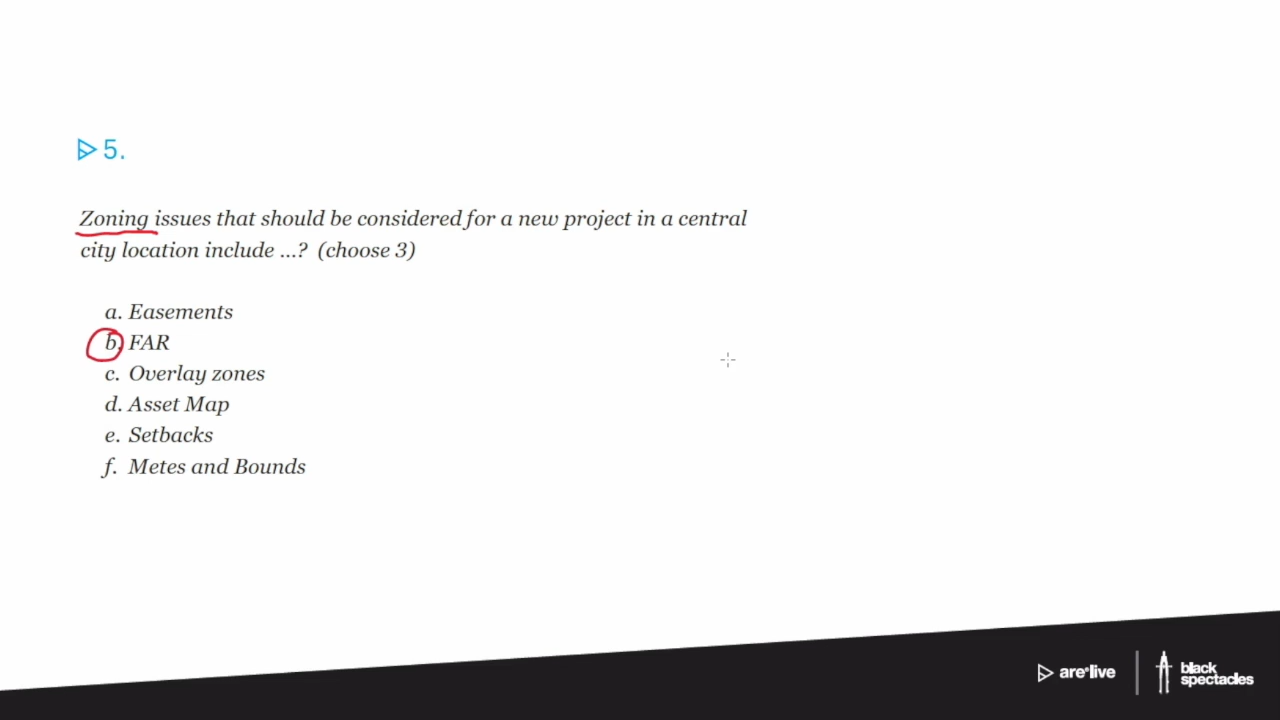 5.
Zoning issues that should be considered for a new project in a central
city location include ...? (choose 3)
a. Easements
b. FAR
c. Overlay zones
d. Asset Map
e. Setbacks
f. Metes and Bounds
are live
black
spectacles